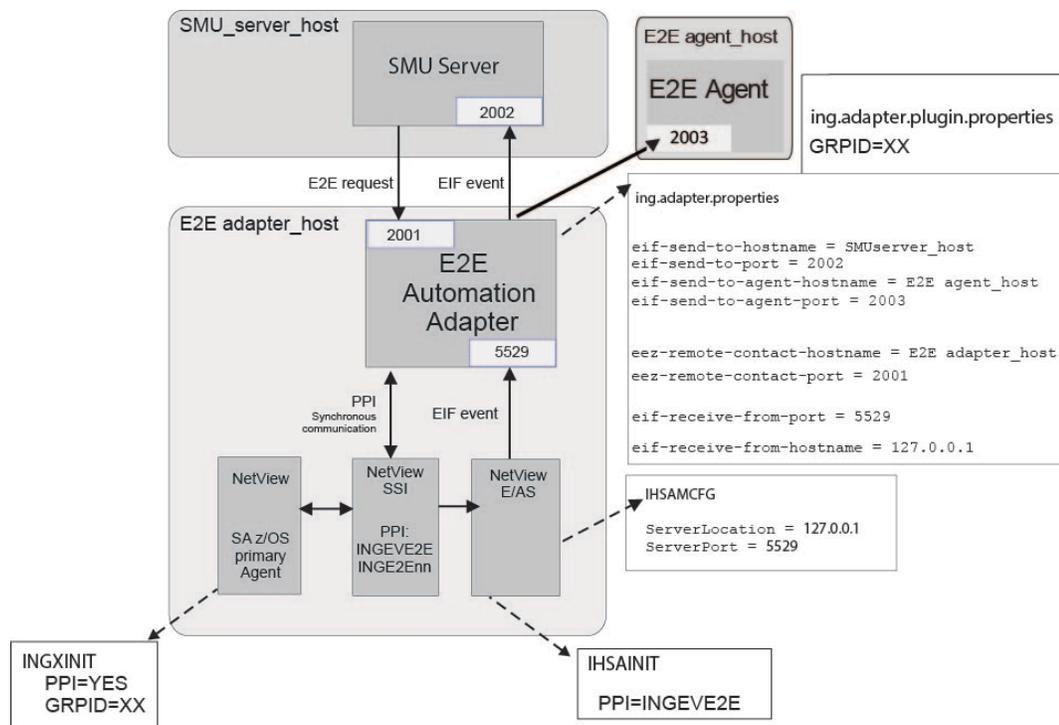 SMU_server_host
SMU Server
2002
E2E agent_host
E2E Agent
2003
ing.adapter.plugin.properties
GRPID=XX
E2E request
EIF event
E2E adapter_host
2001
E2E
Automation
Adapter
5529
ing.adapter.properties
eif-send-to-hostname = SMUserver_host
eif-send-to-port = 2002
eif-send-to-agent-hostname = E2E agent_host
eif-send-to-agent-port = 2003
eez-remote-contact-hostname = E2E adapter_host
eez-remote-contact-port = 2001
eif-receive-from-port = 5529
eif-receive-from-hostname = 127.0.0.1
PPI
Synchronous
communication
EIF event
NetView
SA z/OS
primary
Agent
NetView
SSI
PPI:
INGEVE2E
INGE2Enn
NetView
E/AS
IHSAMCFG
ServerLocation = 127.0.0.1
ServerPort = 5529
INGXINIT
PPI=YES
GRPID=XX
IHSAINIT
PPI=INGEVE2E